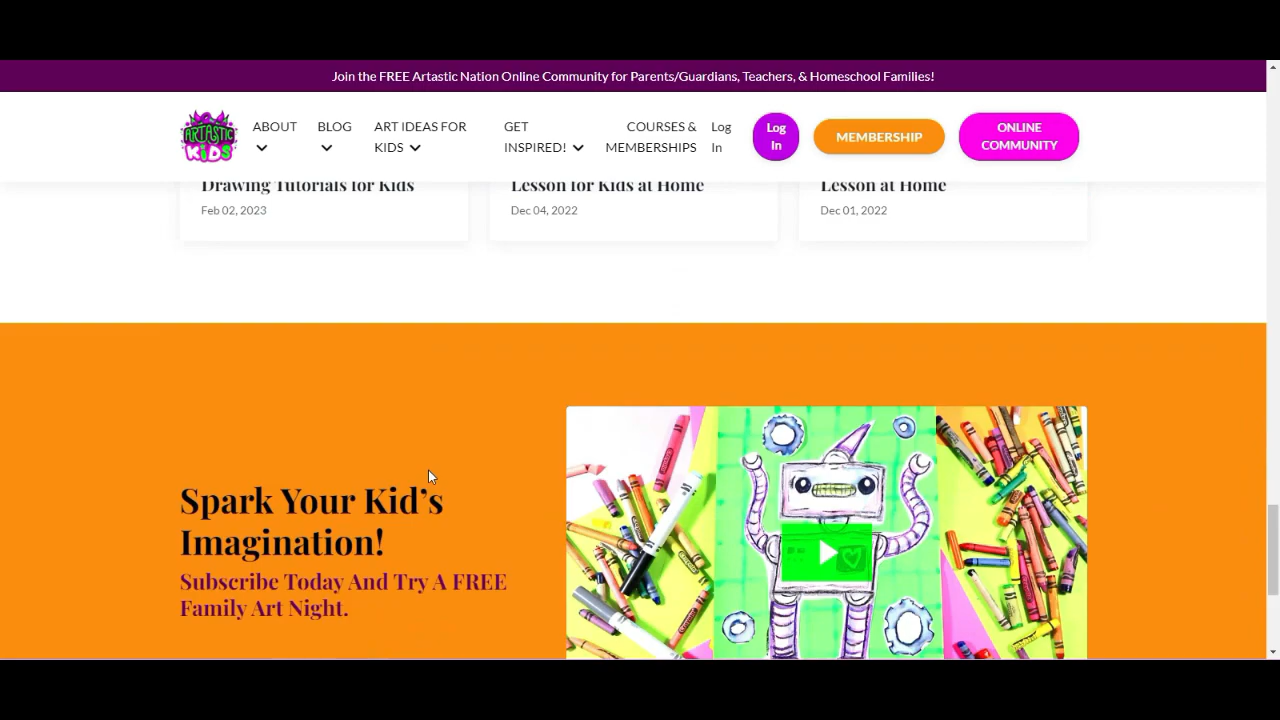 Join the FREE Artastic Nation Online Community for Parents/Guardians, Teachers, & Homeschool Families!
ARTASTIC
KiDS
ABOUT
BLOG
ART IDEAS FOR
KIDS
GET
INSPIRED!
COURSES &
MEMBERSHIPS
Log
In
Log
In
MEMBERSHIP
ONLINE
COMMUNITY
Drawing Tutorials for Kids
Feb 02, 2023
Lesson for Kids at Home
Dec 04, 2022
Lesson at Home
Dec 01, 2022
Spark Your Kid’s
Imagination!
Subscribe Today And Try A FREE
Family Art Night.